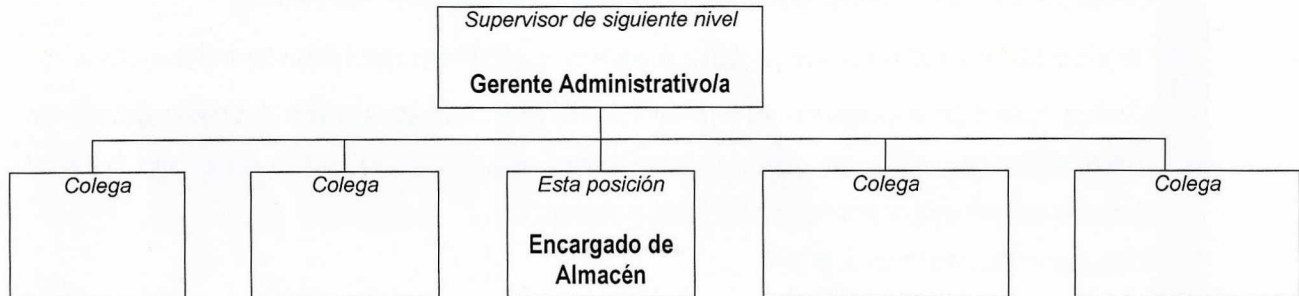 Supervisor de siguiente nivel
Gerente Administrativo/a
Colega
Colega
Esta posición
Colega
Colega
Encargado de
Almacén